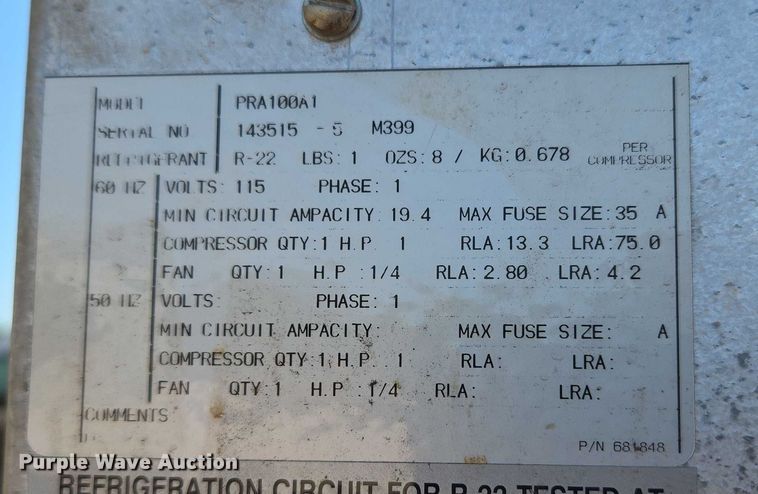 MODEL PRA100A1
SERIAL NO 143515 - 5 M399
REFRIGERANT R-22 LBS: 1 OZS: 8 / KG: 0.678 PER COMPRESSOR
60 HZ VOLTS: 115 PHASE: 1
MIN CIRCUIT AMPACITY: 19.4 MAX FUSE SIZE: 35 A
COMPRESSOR QTY: 1 H.P. 1 RLA: 13.3 LRA: 75.0
FAN QTY: 1 H.P.: 1/4 RLA: 2.80 LRA: 4.2
50 HZ VOLTS: PHASE: 1
MIN CIRCUIT AMPACITY: MAX FUSE SIZE: A
COMPRESSOR QTY: 1 H.P. 1 RLA: LRA:
FAN QTY: 1 H.P.: 1/4 RLA: LRA:
COMMENTS
P/N 681848
Purple Wave Auction
REFRIGERATION CIRCUIT FOR R-22 TESTED AT